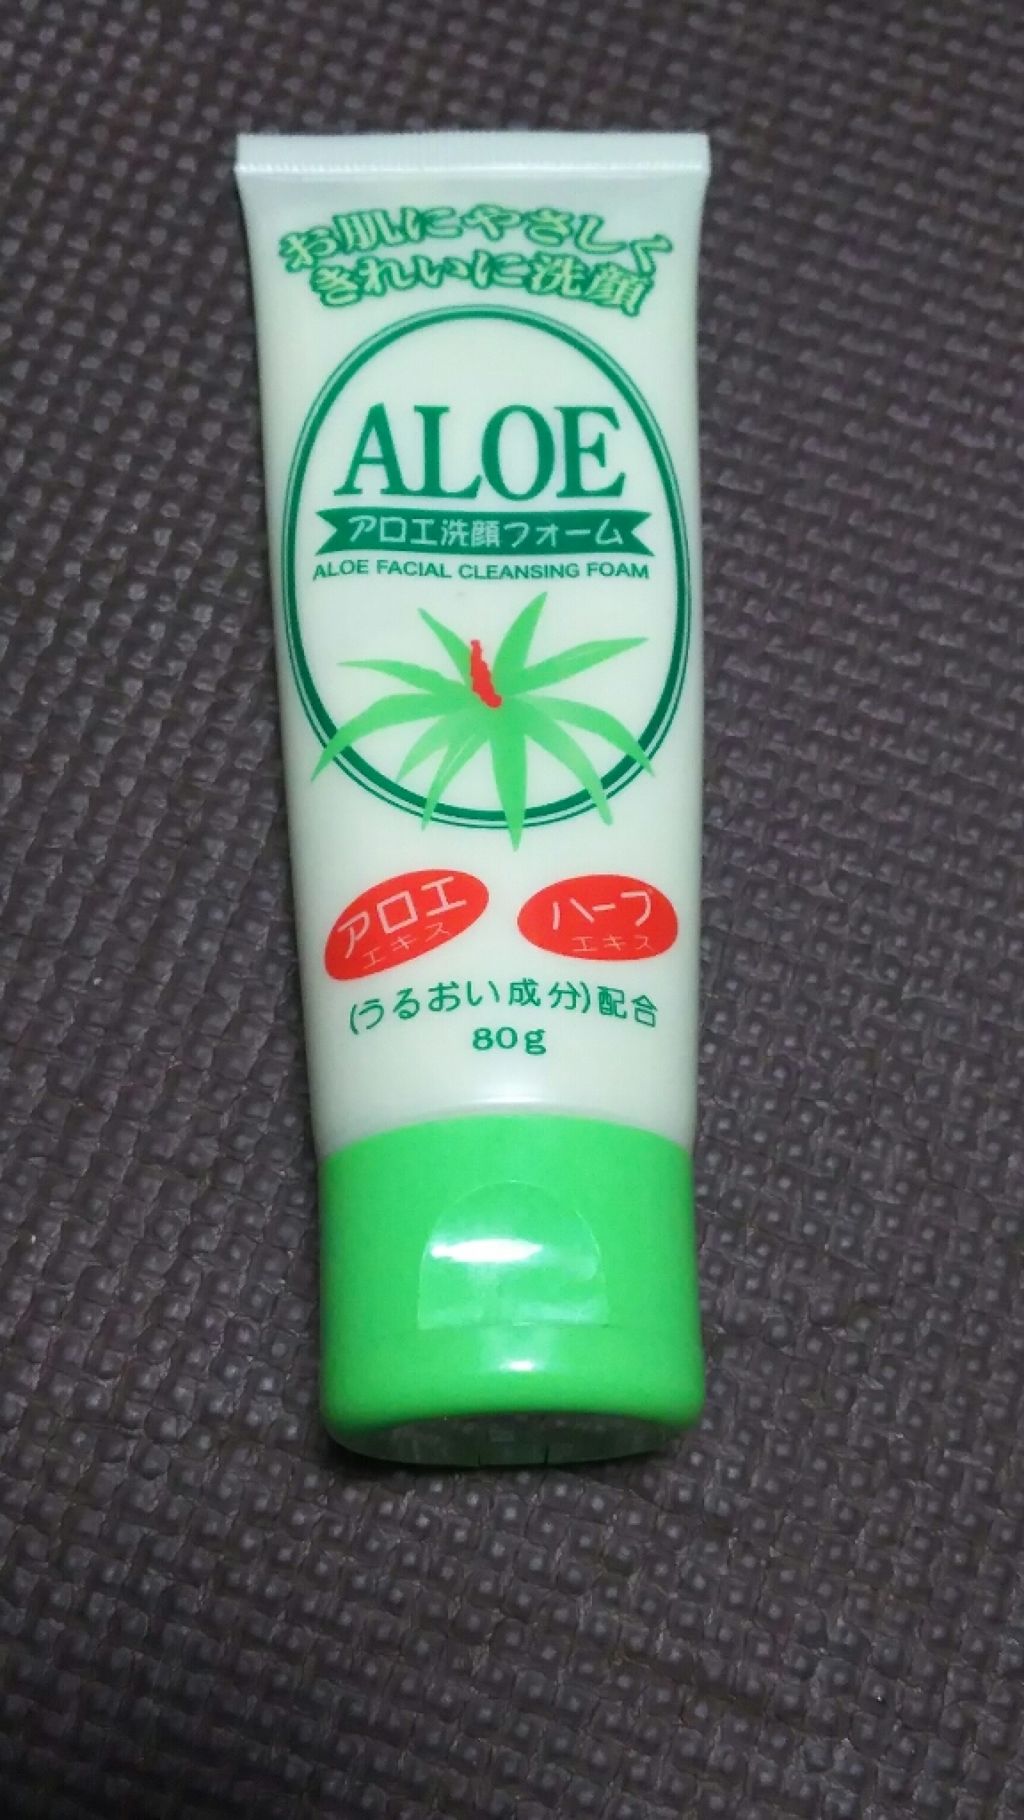 お肌にやさしく
きれいに洗顔
ALOE
アロエ洗顔フォーム
ALOE FACIAL CLEANSING FOAM
アロエ
エキス
ハーブ
エキス
(うるおい成分)配合
80g